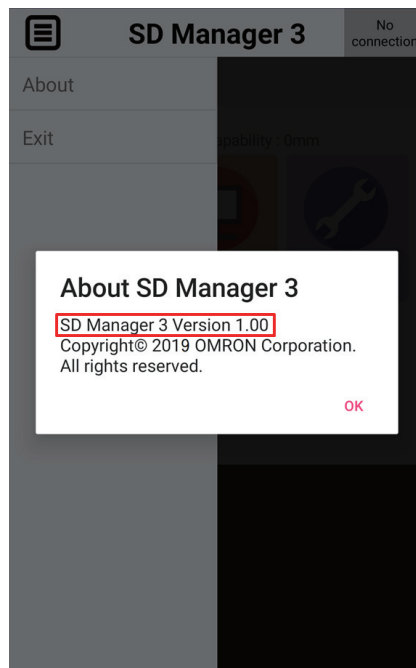 SD Manager 3
No
connection
About
Exit
apability : 0mm
About SD Manager 3
SD Manager 3 Version 1.00
Copyright© 2019 OMRON Corporation.
All rights reserved.
OK